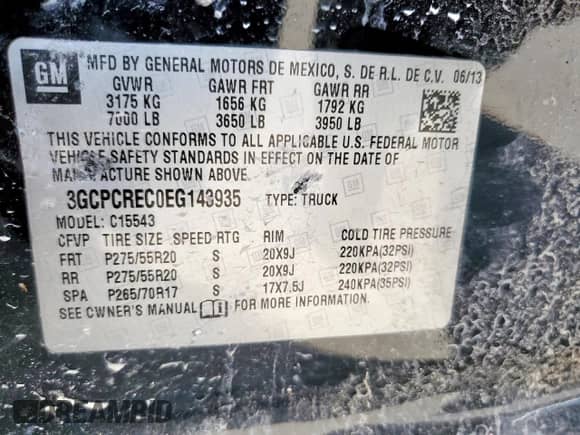 GM
MFD BY GENERAL MOTORS DE MEXICO, S. DE R.L. DE C.V. 06/13
GVWR GAWR FRT GAWR RR
3175 KG 1656 KG 1792 KG
7000 LB 3650 LB 3950 LB
THIS VEHICLE CONFORMS TO ALL APPLICABLE U.S. FEDERAL MOTOR
VEHICLE SAFETY STANDARDS IN EFFECT ON THE DATE OF
MANUFACTURE SHOWN ABOVE.
3GCPCREC0EG143935 TYPE: TRUCK
MODEL: C15543
CFVP TIRE SIZE SPEED RTG RIM COLD TIRE PRESSURE
FRT P275/55R20 S 20X9J 220KPA(32PSI)
RR P275/55R20 S 20X9J 220KPA(32PSI)
SPA P265/70R17 S 17X7.5J 240KPA(35PSI)
SEE OWNER'S MANUAL FOR MORE INFORMATION.
DREAMBID